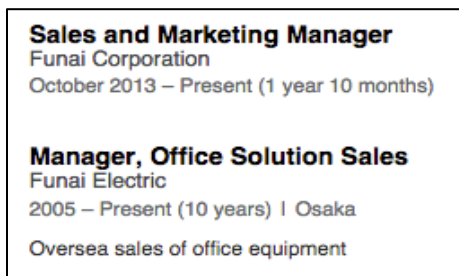 Sales and Marketing Manager
Funai Corporation
October 2013 – Present (1 year 10 months)
Manager, Office Solution Sales
Funai Electric
2005 – Present (10 years) | Osaka
Oversea sales of office equipment